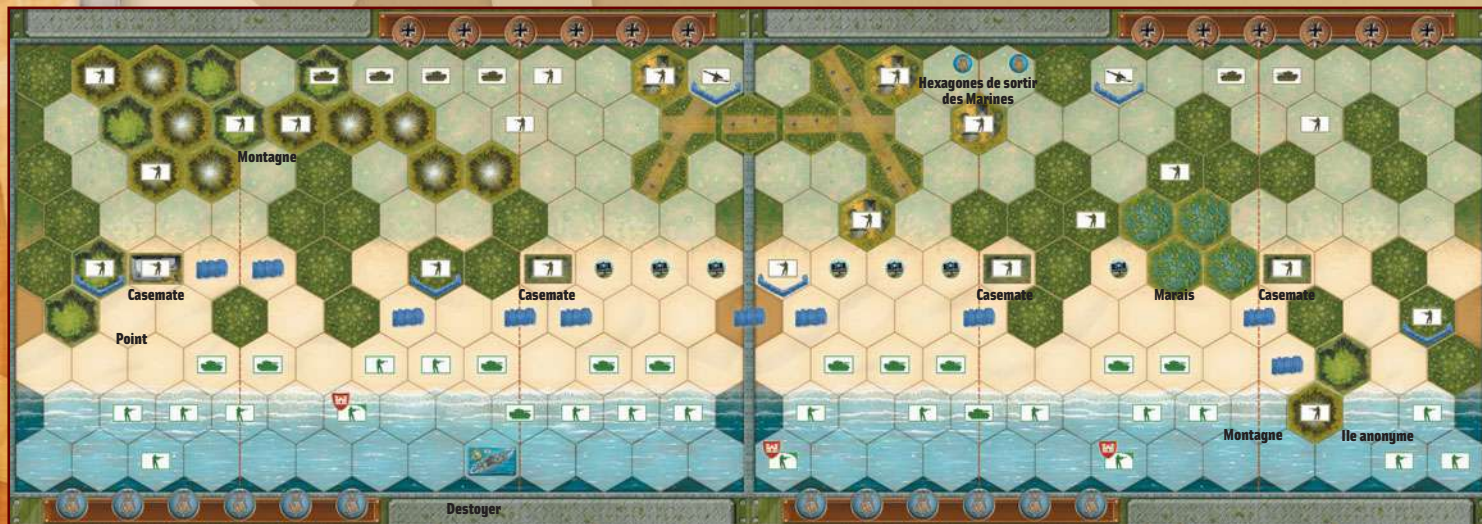 Hexagones de sortir
des Marines
Montagne
Casemate
Casemate
Casemate
Marais
Casemate
Point
Montagne
Ile anonyme
Destoyer